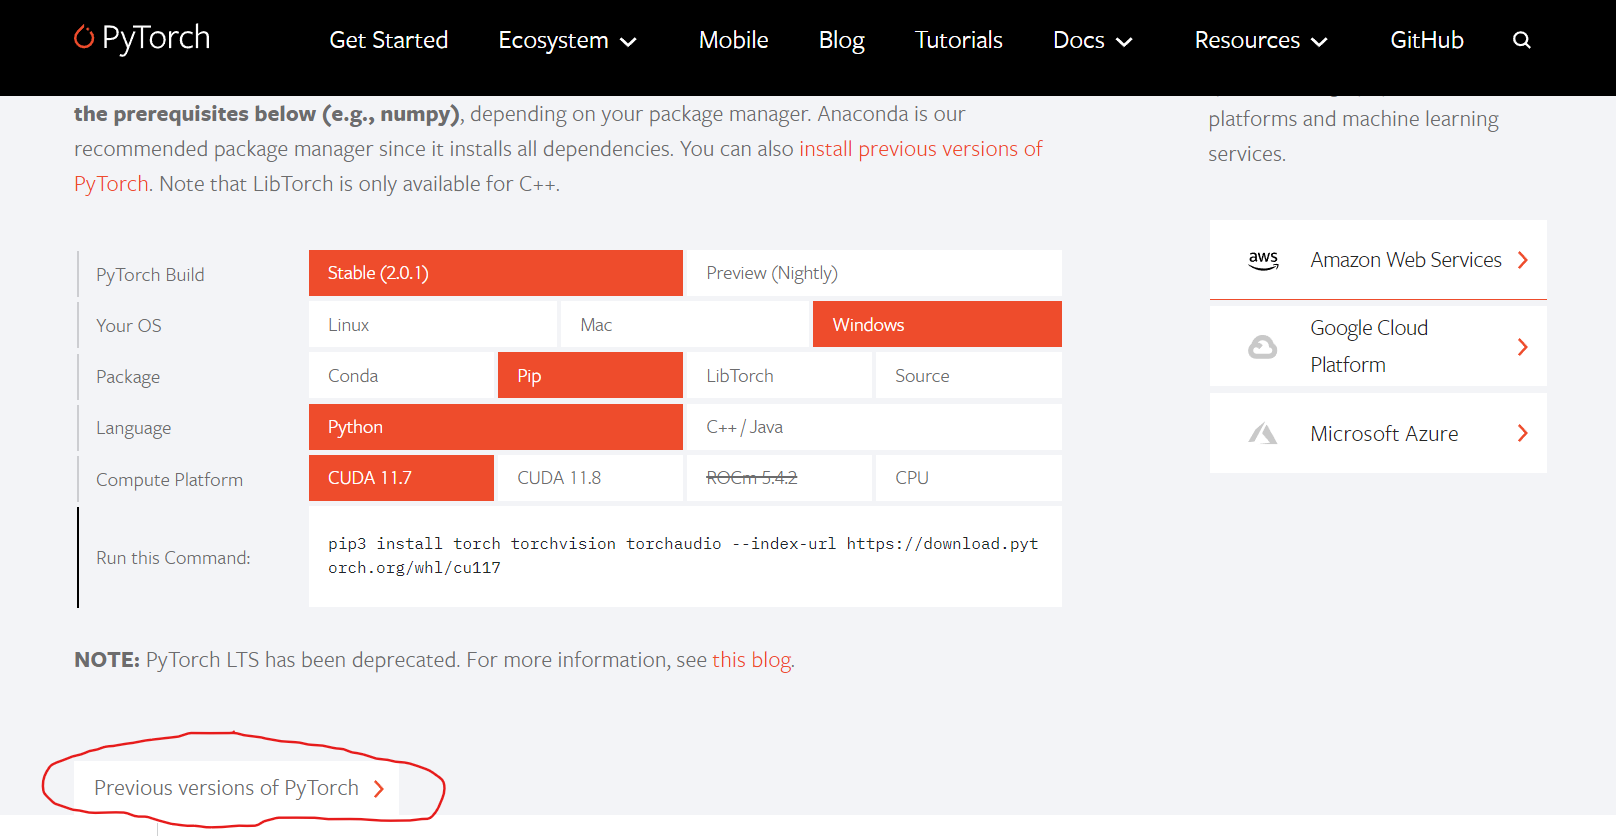 PyTorch
Get Started Ecosystem Mobile Blog Tutorials Docs Resources GitHub
the prerequisites below (e.g., numpy), depending on your package manager. Anaconda is our
recommended package manager since it installs all dependencies. You can also install previous versions of
PyTorch. Note that LibTorch is only available for C++.
platforms and machine learning
services.
PyTorch Build Stable (2.0.1) Preview (Nightly)
Your OS Linux Mac Windows
Package Conda Pip LibTorch Source
Language Python C++ / Java
Compute Platform CUDA 11.7 CUDA 11.8 ROCm 5.4.2 CPU
Run this Command:
pip3 install torch torchvision torchaudio --index-url https://download.pyt
orch.org/whl/cu117
aws Amazon Web Services
Google Cloud
Platform
Microsoft Azure
NOTE: PyTorch LTS has been deprecated. For more information, see this blog.
Previous versions of PyTorch